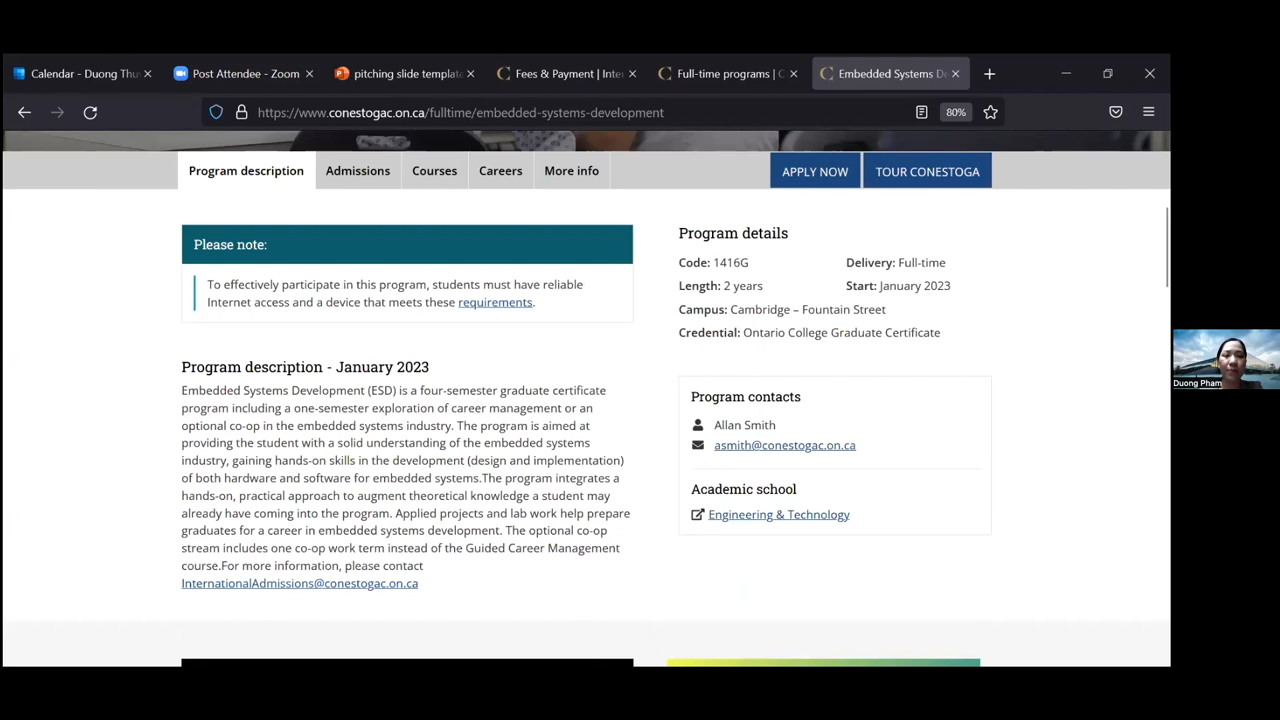 Calendar - Duong Thu
Post Attendee - Zoom
pitching slide templat
Fees & Payment | Inte
Full-time programs | C
Embedded Systems De
https://www.conestogac.on.ca/fulltime/embedded-systems-development
80%
Program description
Admissions
Courses
Careers
More info
APPLY NOW
TOUR CONESTOGA
Please note:
To effectively participate in this program, students must have reliable
Internet access and a device that meets these requirements.
Program description - January 2023
Embedded Systems Development (ESD) is a four-semester graduate certificate
program including a one-semester exploration of career management or an
optional co-op in the embedded systems industry. The program is aimed at
providing the student with a solid understanding of the embedded systems
industry, gaining hands-on skills in the development (design and implementation)
of both hardware and software for embedded systems.The program integrates a
hands-on, practical approach to augment theoretical knowledge a student may
already have coming into the program. Applied projects and lab work help prepare
graduates for a career in embedded systems development. The optional co-op
stream includes one co-op work term instead of the Guided Career Management
course.For more information, please contact
InternationalAdmissions@conestogac.on.ca
Program details
Code: 1416G
Delivery: Full-time
Length: 2 years
Start: January 2023
Campus: Cambridge – Fountain Street
Credential: Ontario College Graduate Certificate
Program contacts
Allan Smith
asmith@conestogac.on.ca
Academic school
Engineering & Technology
Duong Pham